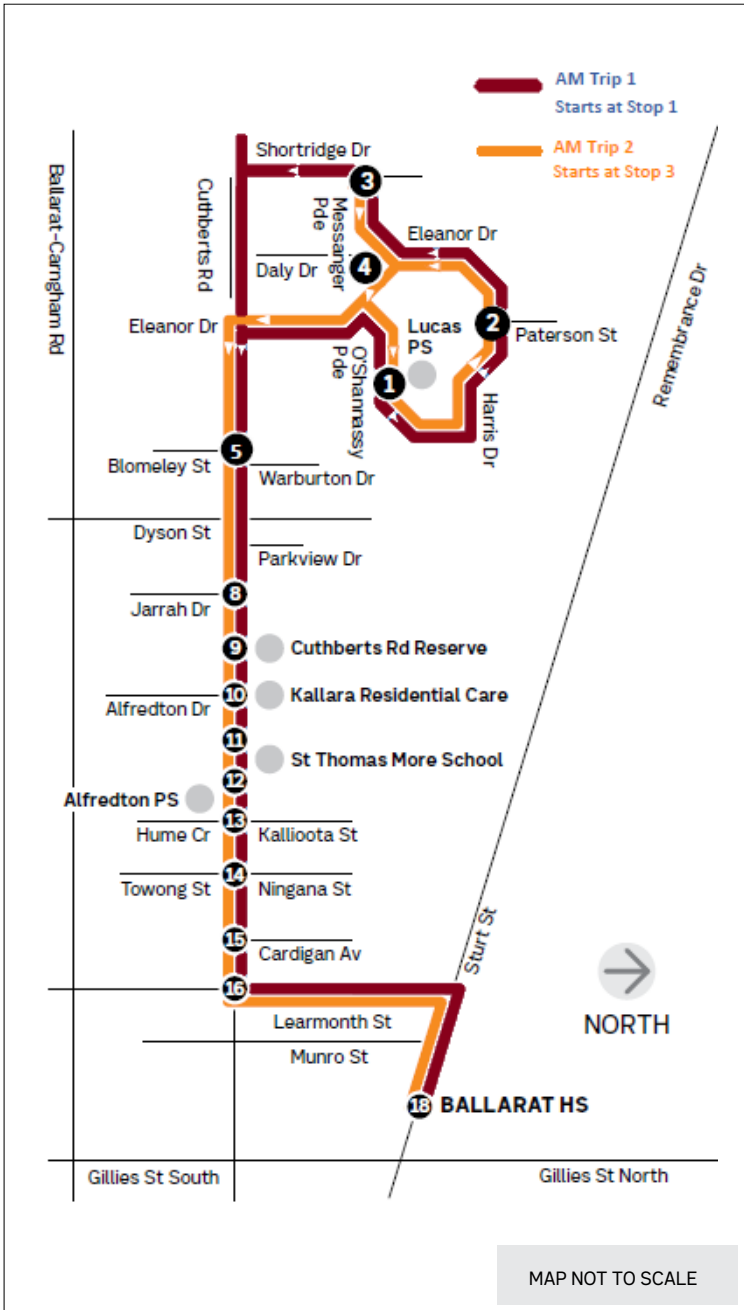 AM Trip 1
Starts at Stop 1
AM Trip 2
Starts at Stop 3
Shortridge Dr
3
Ballarat-Carngham Rd
Cuthberts Rd
Messanger
Pde
Eleanor Dr
Daly Dr
4
Remembrance Dr
Eleanor Dr
Lucas
PS
2
Paterson St
O'Shannassy
Pde
1
Harris Dr
5
Blomeley St
Warburton Dr
Dyson St
Parkview Dr
8
Jarrah Dr
9
Cuthberts Rd Reserve
10
Kallara Residential Care
Alfredton Dr
11
St Thomas More School
12
Alfredton PS
13
Hume Cr
Kallioota St
14
Towong St
Ningana St
Sturt St
15
Cardigan Av
16
Learmonth St
NORTH
Munro St
18
BALLARAT HS
Gillies St South
Gillies St North
MAP NOT TO SCALE